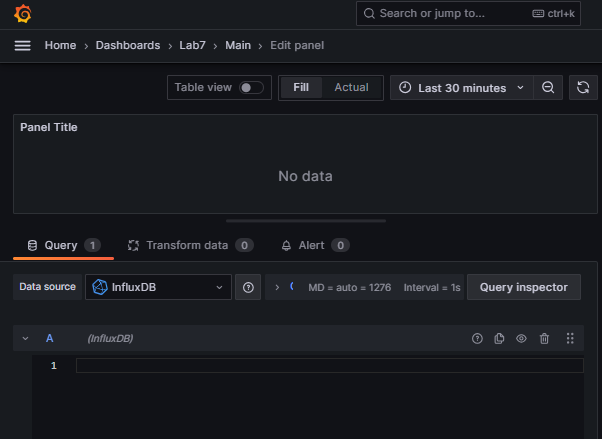 Search or jump to... ctrl+k
Home › Dashboards › Lab7 › Main › Edit panel
Table view Fill Actual Last 30 minutes
Panel Title
No data
Query 1 Transform data 0 Alert 0
Data source InfluxDB MD = auto = 1276 Interval = 1s Query inspector
A (InfluxDB)
1